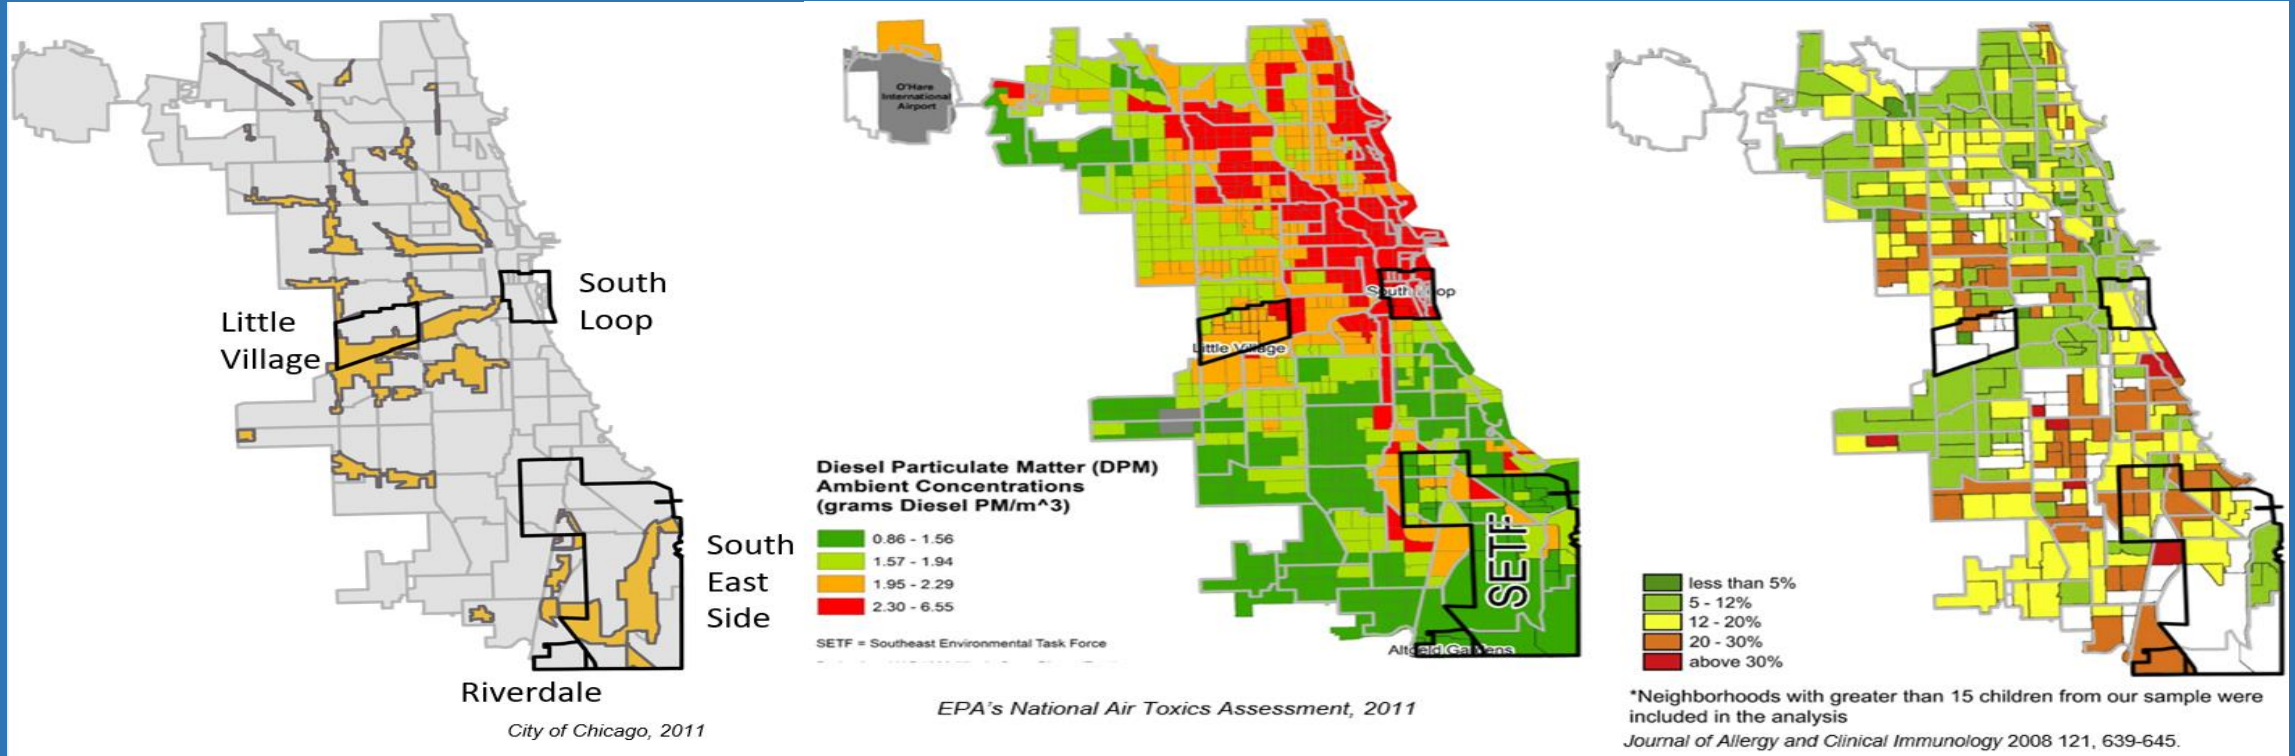 South
Loop
Little
Village
South
East
Side
Riverdale
City of Chicago, 2011
O'Hare
International
Airport
South Loop
Little Village
Diesel Particulate Matter (DPM)
Ambient Concentrations
(grams Diesel PM/m^3)
0.86 - 1.56
1.57 - 1.94
1.95 - 2.29
2.30 - 6.55
SETF
SETF = Southeast Environmental Task Force
Altgeld Gardens
EPA's National Air Toxics Assessment, 2011
less than 5%
5 - 12%
12 - 20%
20 - 30%
above 30%
*Neighborhoods with greater than 15 children from our sample were
included in the analysis
Journal of Allergy and Clinical Immunology 2008 121, 639-645.